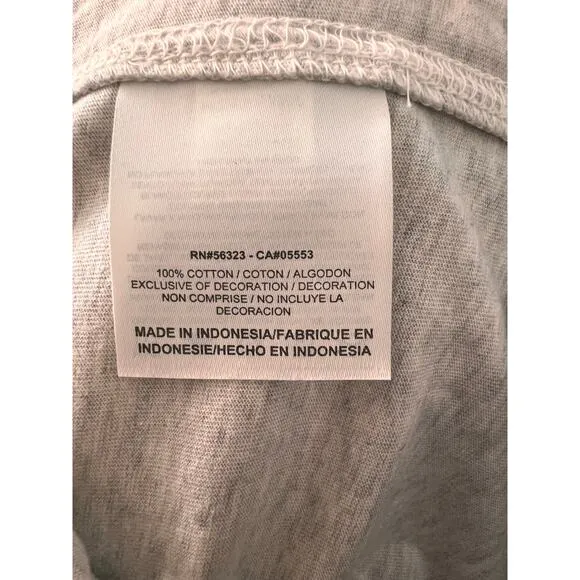 RN#56323 - CA#05553
100% COTTON / COTON / ALGODON
EXCLUSIVE OF DECORATION / DECORATION
NON COMPRISE / NO INCLUYE LA
DECORACION
MADE IN INDONESIA/FABRIQUE EN
INDONESIE/HECHO EN INDONESIA